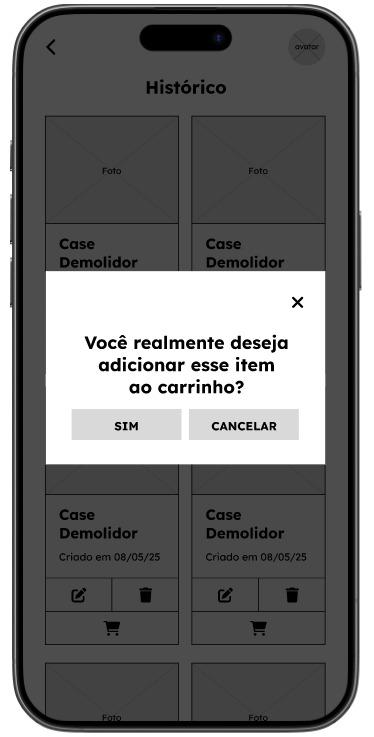 avatar
Histórico
Foto
Foto
Case
Demolidor
Case
Demolidor
Você realmente deseja
adicionar esse item
ao carrinho?
SIM
CANCELAR
Case
Demolidor
Criado em 08/05/25
Case
Demolidor
Criado em 08/05/25
Foto
Foto